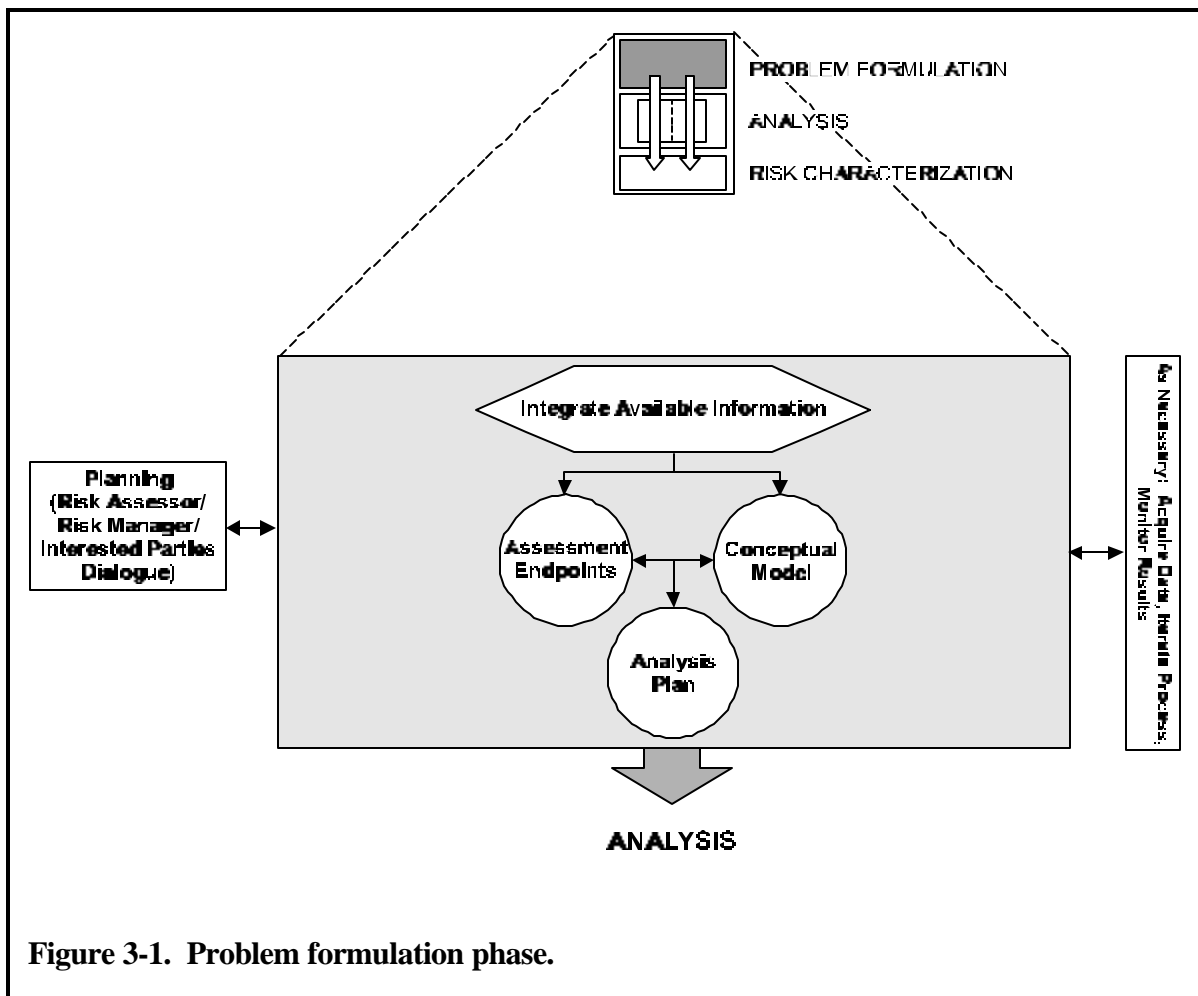 PROBLEM FORMULATION
ANALYSIS
RISK CHARACTERIZATION
Integrate Available Information
Planning
(Risk Assessor/
Risk Manager/
Interested Parties
Dialogue)
Assessment
Endpoints
Conceptual
Model
Analysis
Plan
As Necessary: Acquire Data, Iterate Process,
Monitor Results
ANALYSIS
Figure 3-1. Problem formulation phase.